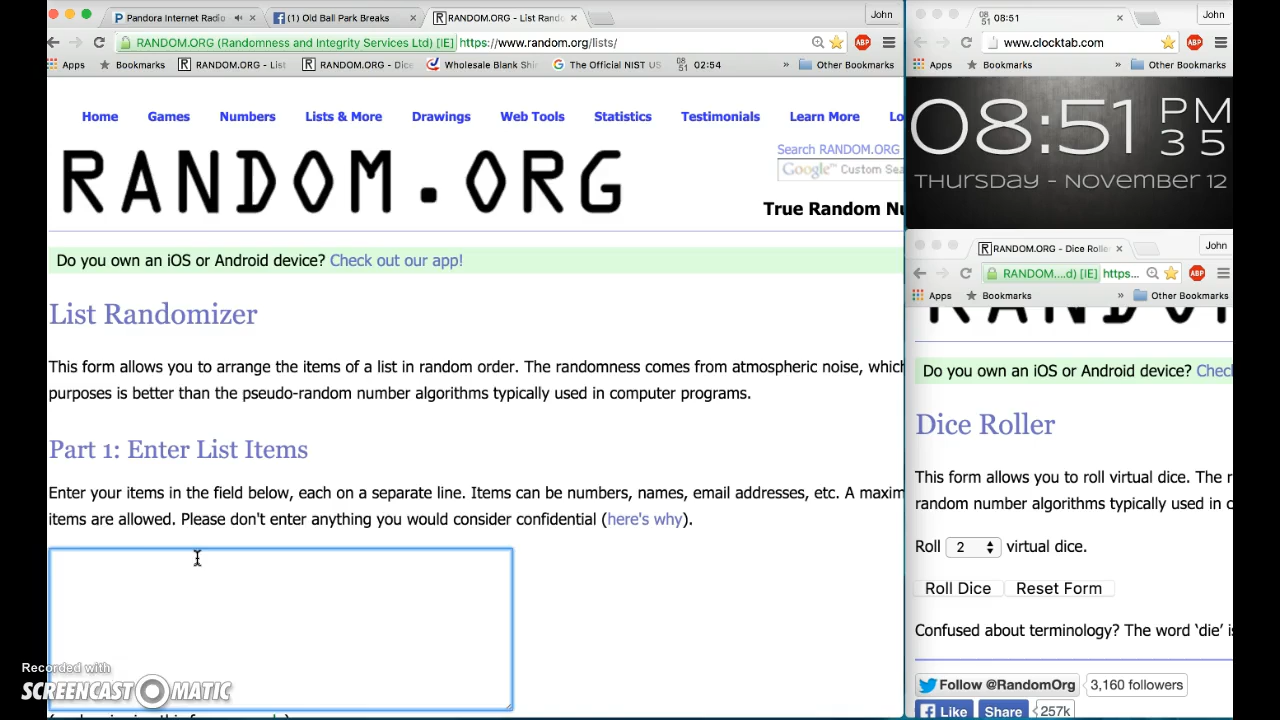 Pandora Internet Radio
(1) Old Ball Park Breaks
RANDOM.ORG - List Rando
John
RANDOM.ORG (Randomness and Integrity Services Ltd) [IE] https://www.random.org/lists/
ABP
Apps Bookmarks RANDOM.ORG - List RANDOM.ORG - Dice Wholesale Blank Shi The Official NIST US 08 51 02:54 » Other Bookmarks
Home Games Numbers Lists & More Drawings Web Tools Statistics Testimonials Learn More Lo
RANDOM.ORG
Search RANDOM.ORG
Google™ Custom Sea
True Random Nu
Do you own an iOS or Android device? Check out our app!
List Randomizer
This form allows you to arrange the items of a list in random order. The randomness comes from atmospheric noise, which
purposes is better than the pseudo-random number algorithms typically used in computer programs.
Part 1: Enter List Items
Enter your items in the field below, each on a separate line. Items can be numbers, names, email addresses, etc. A maxim
items are allowed. Please don't enter anything you would consider confidential (here's why).
Recorded with
SCREENCAST-O-MATIC
08 51 08:51
John
www.clocktab.com
ABP
Apps Bookmarks » Other Bookmarks
08:51 PM
35
THURSDAY - NOVEMBER 12
RANDOM.ORG - Dice Rolle
John
RANDOM....d) [IE] https...
ABP
Apps Bookmarks » Other Bookmarks
Do you own an iOS or Android device? Chec
Dice Roller
This form allows you to roll virtual dice. The r
random number algorithms typically used in c
Roll 2 virtual dice.
Roll Dice Reset Form
Confused about terminology? The word ‘die’ is
Follow @RandomOrg 3,160 followers
Like Share 257k